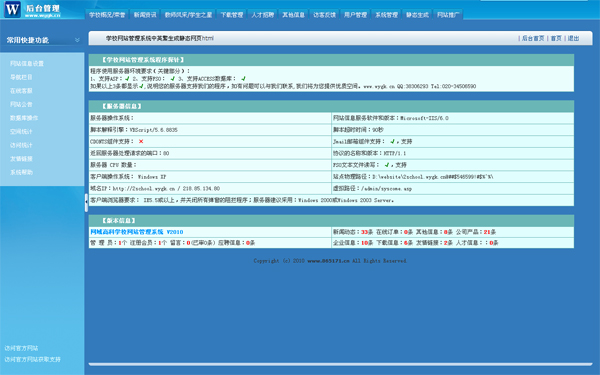 W 后台管理
www.wygk.cn
学校概况/荣誉 新闻资讯 教师风采/学生之星 下载管理 人才招聘 其他信息 访客反馈 用户管理 系统管理 静态生成 网站推广
常用快捷功能
学校网站管理系统中英繁生成静态网页html
| 后台首页 | 首页 | 退出
网站信息设置
导航栏目
在线客服
网站公告
数据库操作
空间统计
访问统计
友情链接
系统帮助
【学校网站管理系统程序探针】
程序使用服务器环境要求(关键部分):
1、支持ASP: √ 2、支持FSO: √ 3、支持ACCESS数据库: √
如果以上3条都显示√,说明您的服务器支持我们的程序。如有问题可以与我们联系,我们将为您提供优质空间。www.wygk.cn QQ:38306293 Tel:020-34506590
【服务器信息】
服务器操作系统:
网站信息服务软件和版本:Microsoft-IIS/6.0
脚本解释引擎:VBScript/5.6.8835
脚本超时时间:90秒
CDONTS组件支持: ×
Jmail邮箱组件支持: √,支持
返回服务器处理请求的端口:80
协议的名称和版本:HTTP/1.1
服务器 CPU 数量:
FSO文本文件读写: √,支持
客户端操作系统: Windows XP
站点物理路径:
域名IP:http://2school.wygk.cn / 218.85.134.80
虚拟路径:/admin/syscome.asp
客户端浏览器要求: IE5.5或以上,并关闭所有弹窗的阻拦程序;服务器建议采用:Windows 2000或Windows 2003 Server。
【版本信息】
网域高科学校网站管理系统 V2010
新闻动态:33条 在线订单:0条 其他信息:0条 公司产品:21条
管 理 员:1个 注册会员:1个 留言:0(已审0条) 应聘信息:0条
企业信息:10条 下载信息:6条 友情链接:2条 人才信息::0条
Copyright (c) 2010 All Rights Reserved.
访问官方网站
访问官方网站获取支持